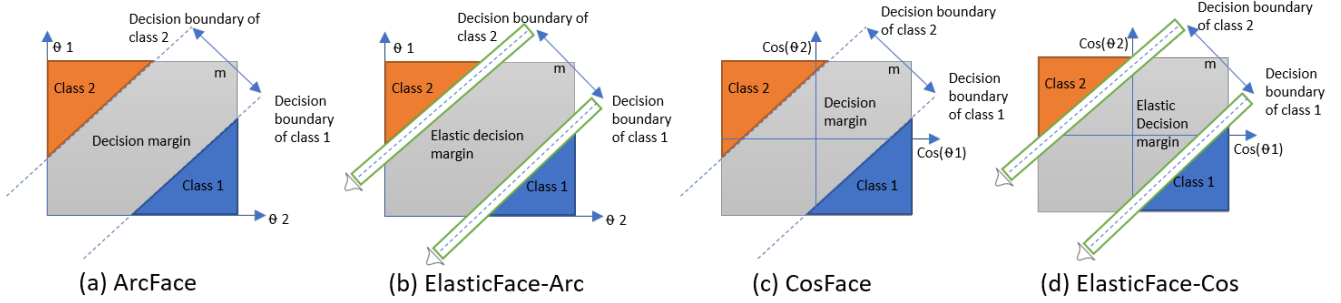 Decision boundary of
class 2
θ 1
m
Class 2
Decision
boundary
of class 1
Decision margin
Class 1
θ 2
(a) ArcFace
Decision boundary of
class 2
θ 1
m
Class 2
Decision
boundary
of class 1
Elastic decision
margin
Class 1
θ 2
(b) ElasticFace-Arc
Decision boundary
of class 2
Cos(θ2)
m
Class 2
Decision
margin
Decision
boundary
of class 1
Cos(θ1)
Class 1
(c) CosFace
Decision boundary
of class 2
Cos(θ2)
m
Class 2
Elastic
Decision
margin
Decision
boundary
of class 1
Cos(θ1)
Class 1
(d) ElasticFace-Cos